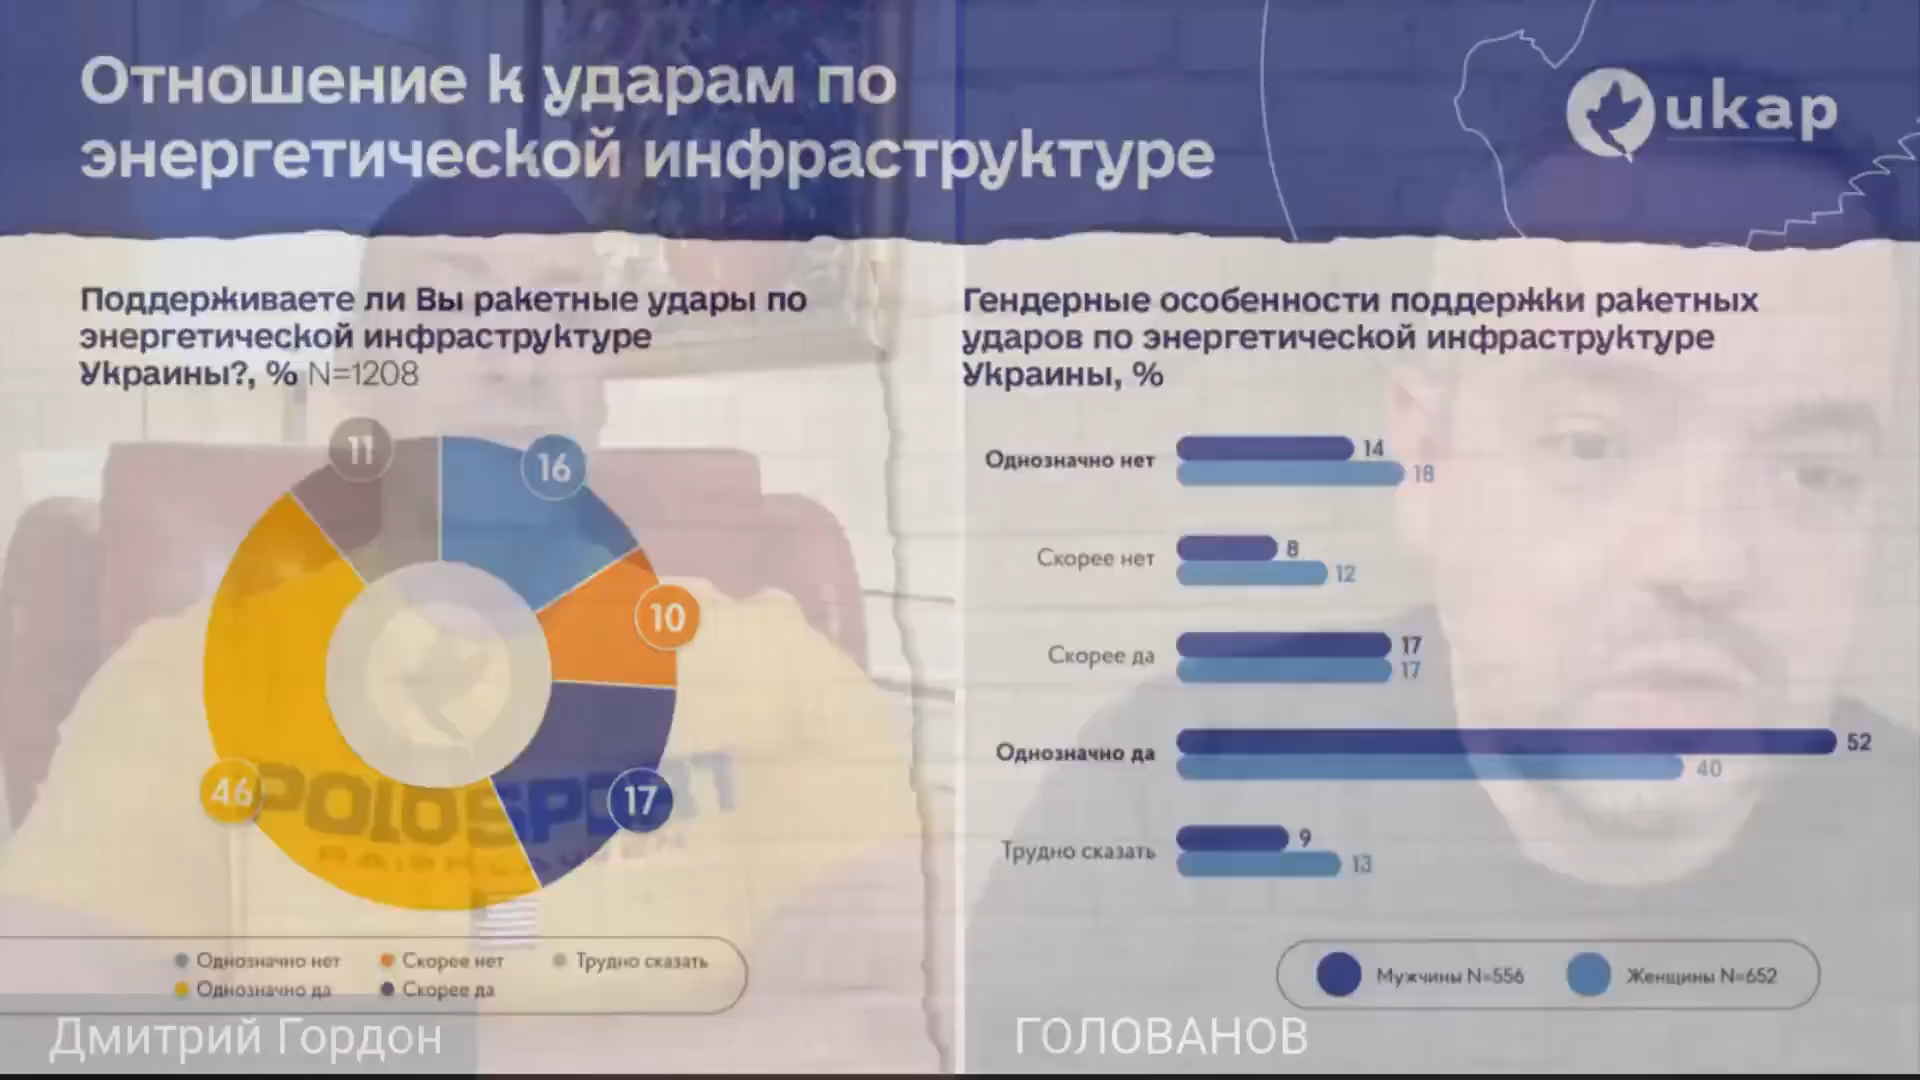 Отношение к ударам по
энергетической инфраструктуре
икар
Поддерживаете ли Вы ракетные удары по
энергетической инфраструктуре
Украины?, % N=1208
11
16
10
46
17
Однозначно нет
Скорее нет
Трудно сказать
Однозначно да
Скорее да
Гендерные особенности поддержки ракетных
ударов по энергетической инфраструктуре
Украины, %
Однозначно нет
14
18
Скорее нет
8
12
Скорее да
17
17
Однозначно да
52
40
Трудно сказать
9
13
Мужчины N=556
Женщины N=652
POLOSPORT
Дмитрий Гордон
ГОЛОВАНОВ